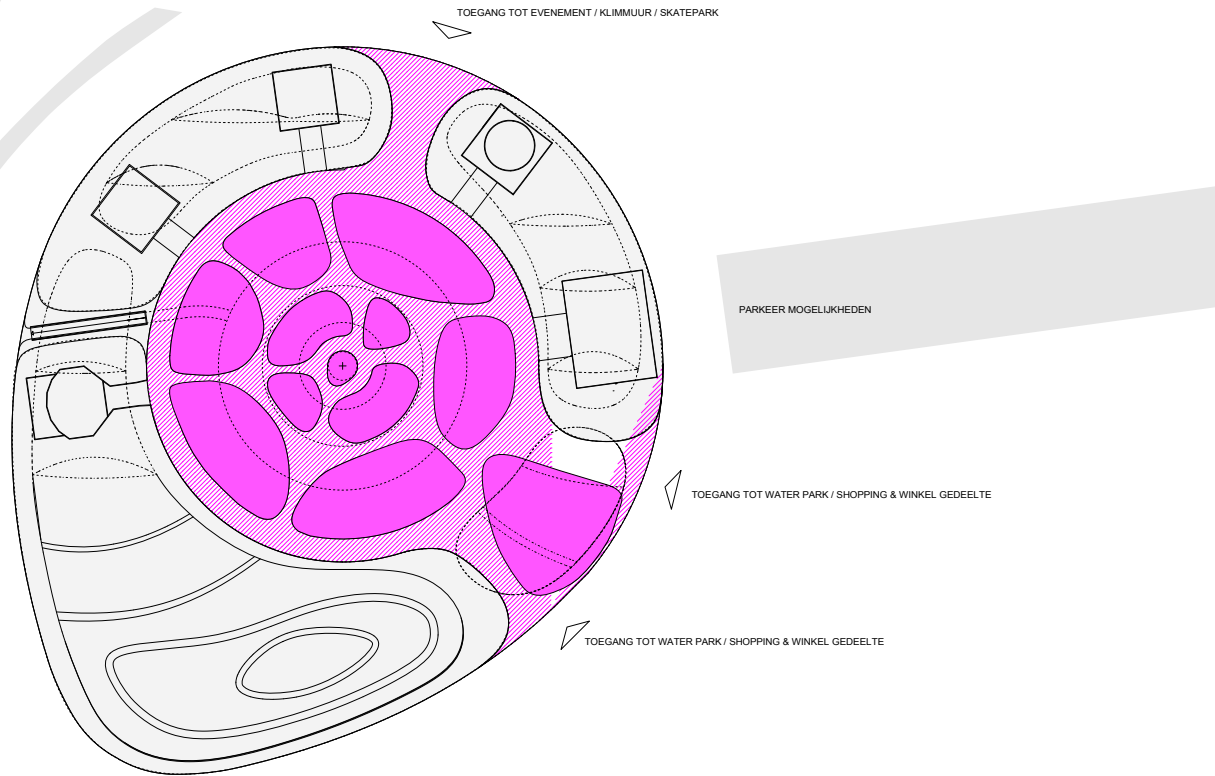 TOEGANG TOT EVENEMENT / KLIMMUUR / SKATEPARK
PARKEER MOGELIJKHEDEN
TOEGANG TOT WATER PARK / SHOPPING & WINKEL GEDEELTE
TOEGANG TOT WATER PARK / SHOPPING & WINKEL GEDEELTE